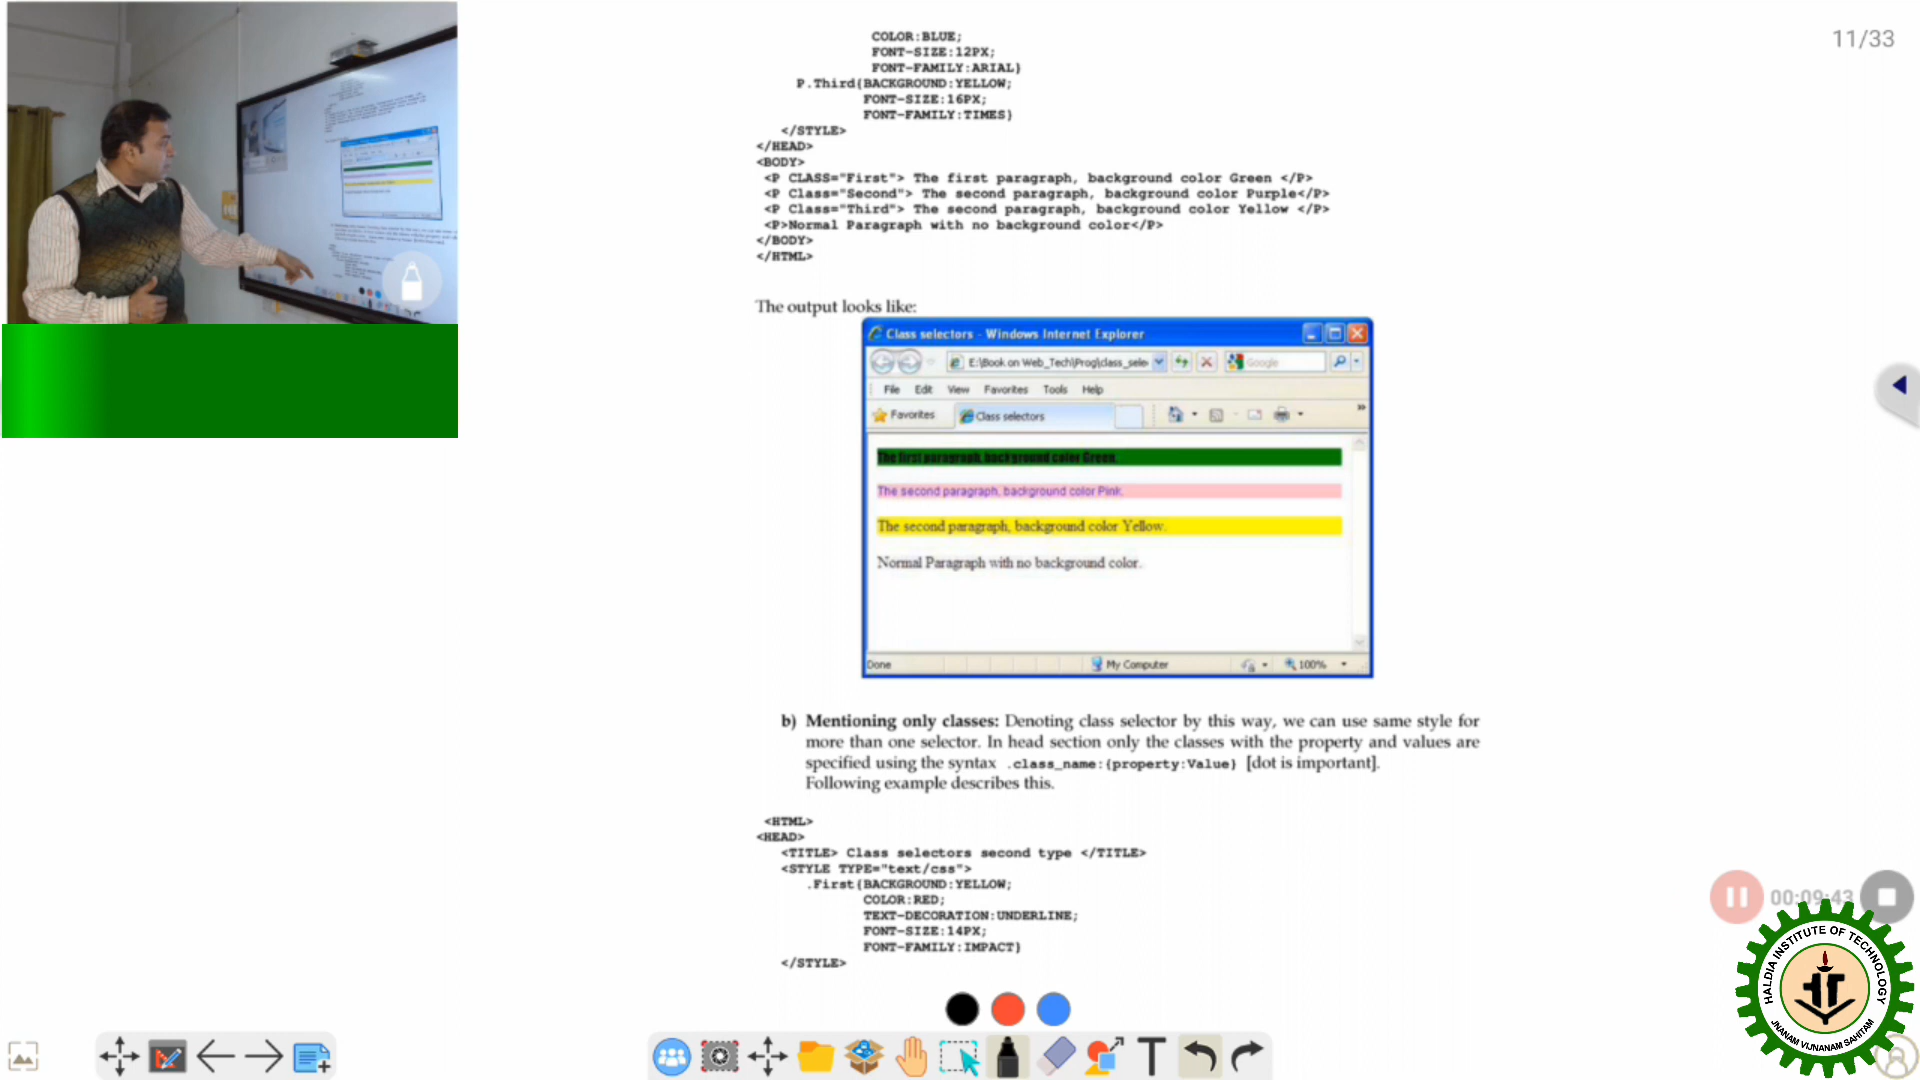 11/33
COLOR:BLUE;
FONT-SIZE:12PX;
FONT-FAMILY:ARIAL}
P.Third{BACKGROUND:YELLOW;
FONT-SIZE:16PX;
FONT-FAMILY:TIMES}
</STYLE>
</HEAD>
<BODY>
<P CLASS="First"> The first paragraph, background color Green </P>
<P Class="Second"> The second paragraph, background color Purple</P>
<P Class="Third"> The second paragraph, background color Yellow </P>
<P>Normal Paragraph with no background color</P>
</BODY>
</HTML>
The output looks like:
Class selectors - Windows Internet Explorer
E:\Book on Web_Tech\Prog\class_sele
Google
File Edit View Favorites Tools Help
Favorites Class selectors
The first paragraph, background color Green.
The second paragraph, background color Pink.
The second paragraph, background color Yellow.
Normal Paragraph with no background color.
Done My Computer 100%
b) Mentioning only classes: Denoting class selector by this way, we can use same style for
more than one selector. In head section only the classes with the property and values are
specified using the syntax .class_name:{property:Value} [dot is important].
Following example describes this.
<HTML>
<HEAD>
<TITLE> Class selectors second type </TITLE>
<STYLE TYPE="text/css">
.First{BACKGROUND:YELLOW;
COLOR:RED;
TEXT-DECORATION:UNDERLINE;
FONT-SIZE:14PX;
FONT-FAMILY:IMPACT}
</STYLE>
00:09:43
HALDIA INSTITUTE OF TECHNOLOGY
JNANAM VIJNANAM SAHITAM
T